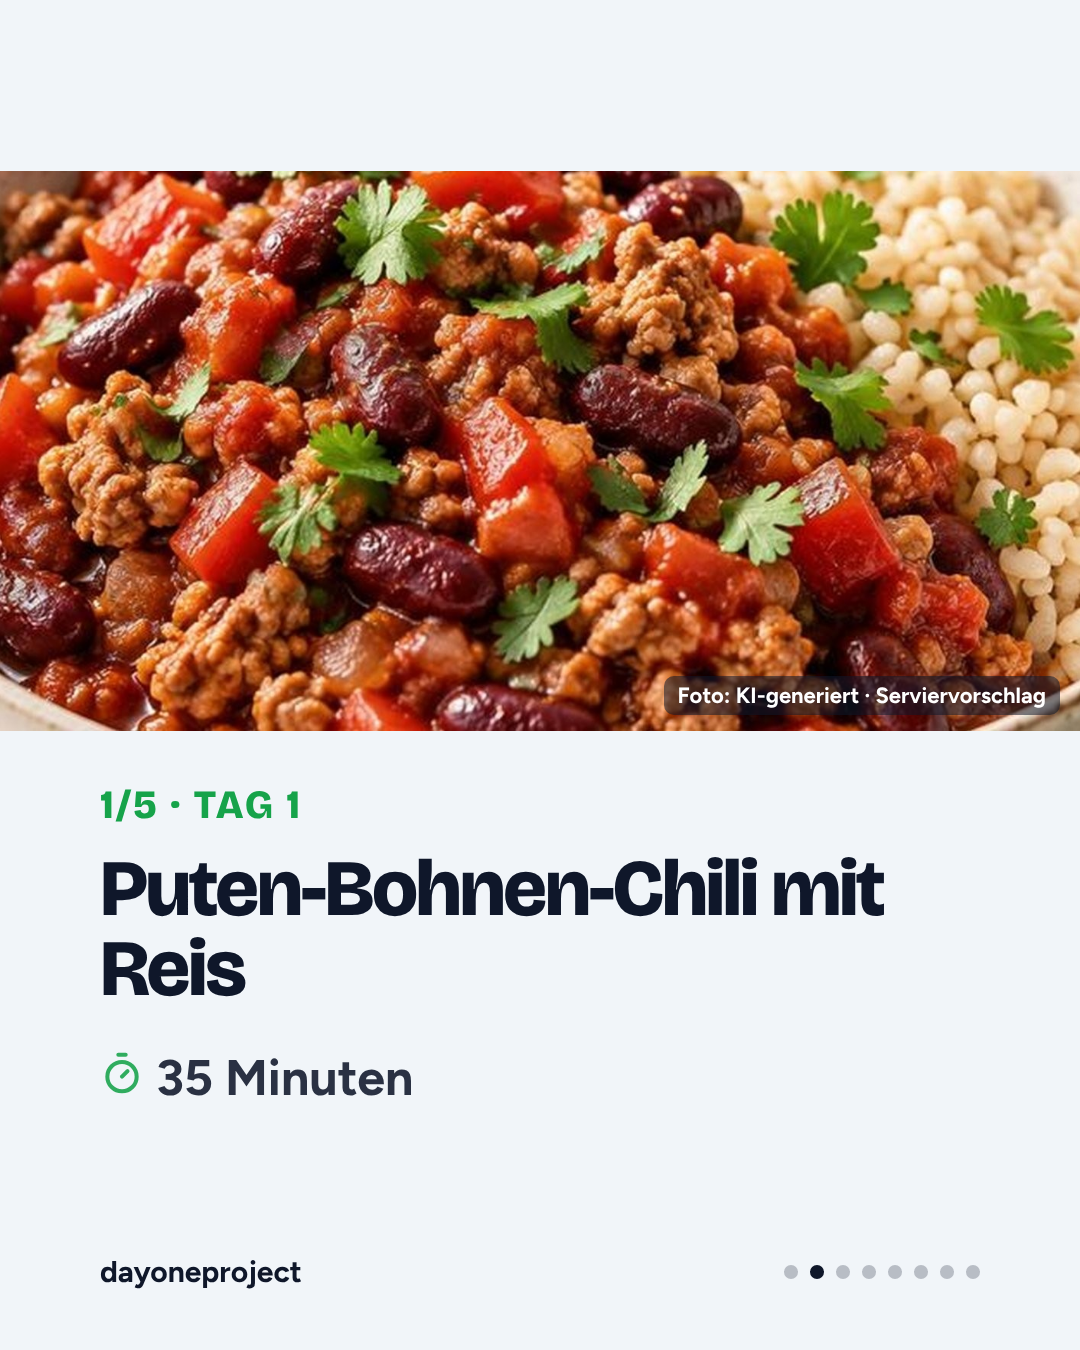 Foto: KI-generiert · Serviervorschlag
1/5 · TAG 1
Puten-Bohnen-Chili mit
Reis
35 Minuten
dayoneproject